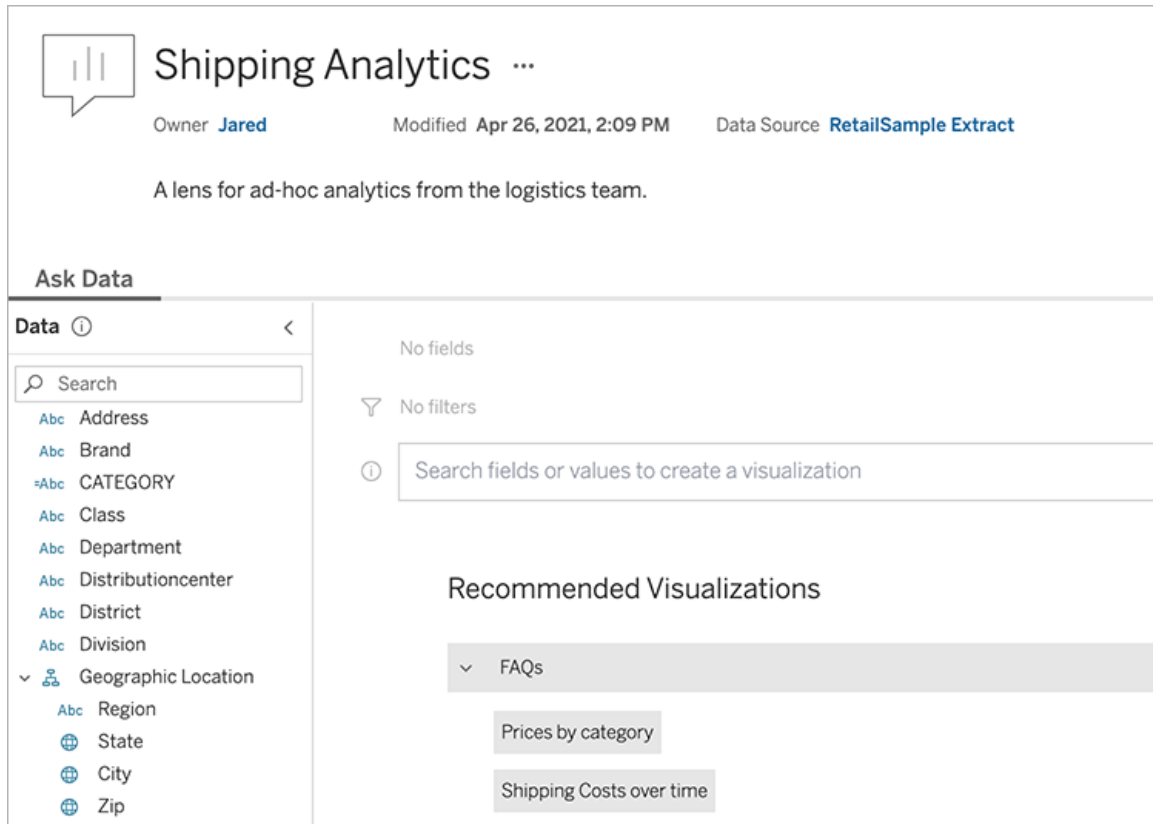 Shipping Analytics ...
Owner Jared Modified Apr 26, 2021, 2:09 PM Data Source RetailSample Extract
A lens for ad-hoc analytics from the logistics team.
Ask Data
Data
Search
Abc Address
Abc Brand
=Abc CATEGORY
Abc Class
Abc Department
Abc Distributioncenter
Abc District
Abc Division
Geographic Location
Abc Region
State
City
Zip
No fields
No filters
Search fields or values to create a visualization
Recommended Visualizations
FAQs
Prices by category
Shipping Costs over time